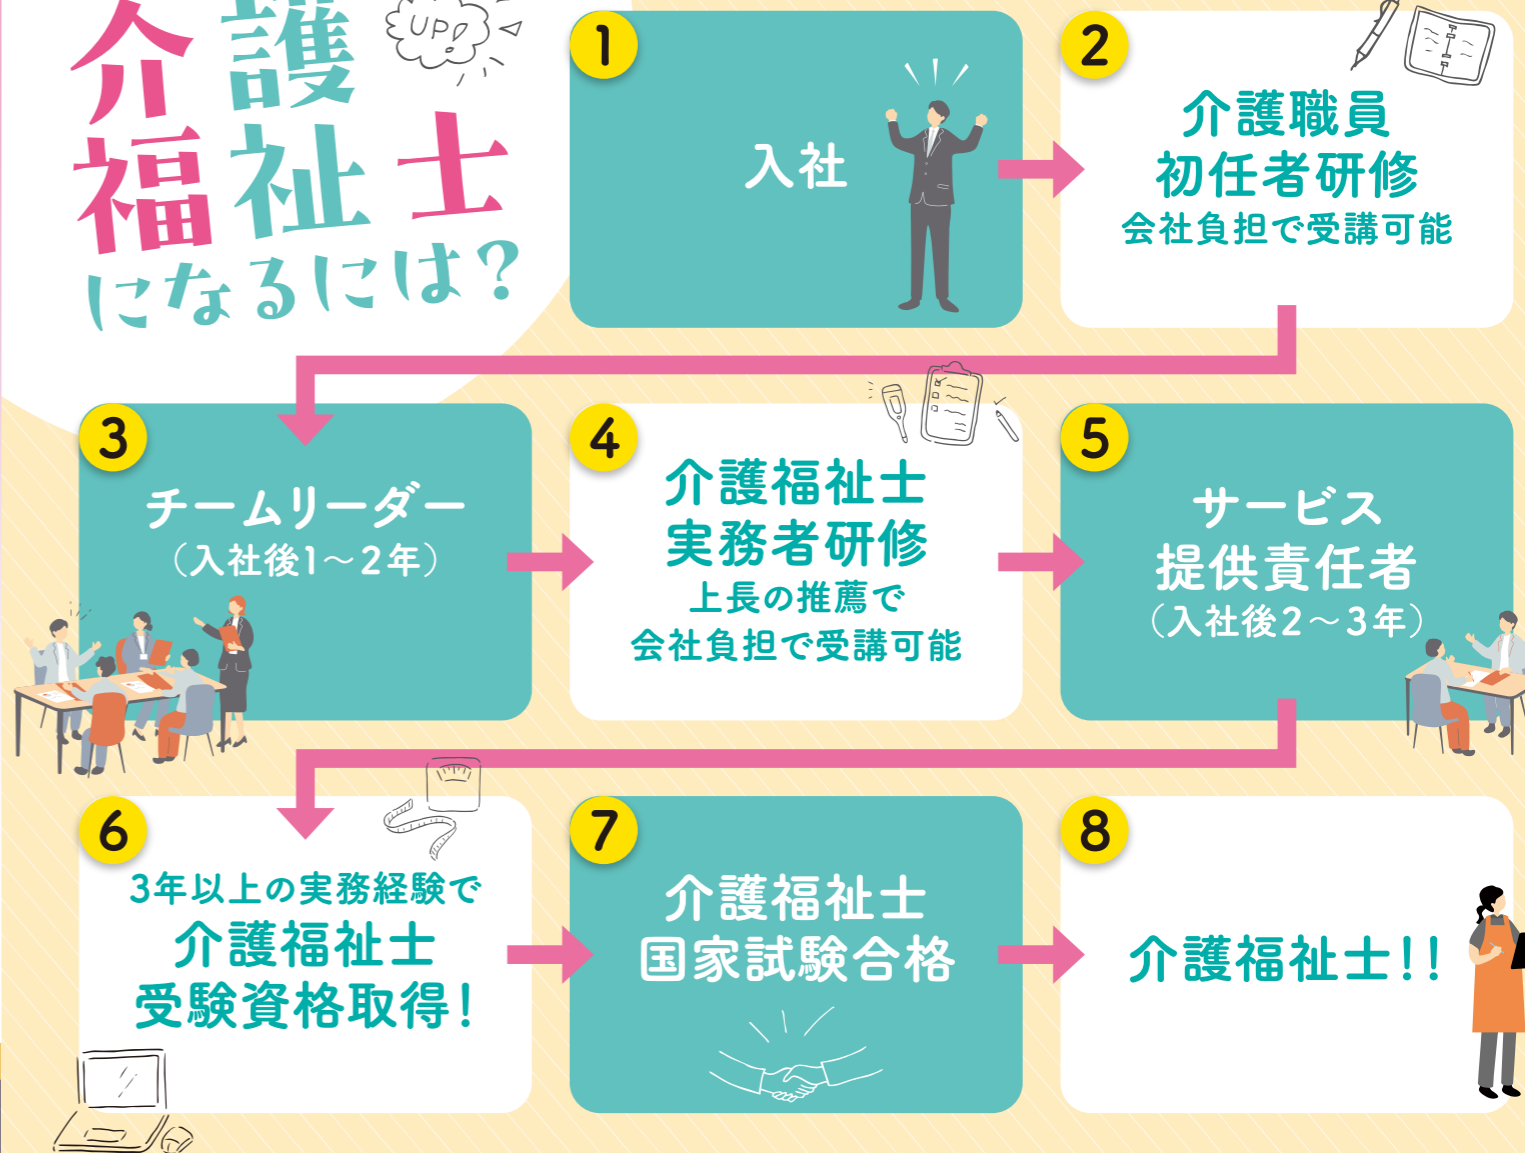 介護
福祉士
になるには?
UP!
1
入社
2
介護職員
初任者研修
会社負担で受講可能
3
チームリーダー
（入社後1〜2年）
4
介護福祉士
実務者研修
上長の推薦で
会社負担で受講可能
5
サービス
提供責任者
（入社後2〜3年）
6
3年以上の実務経験で
介護福祉士
受験資格取得!
7
介護福祉士
国家試験合格
8
介護福祉士!!